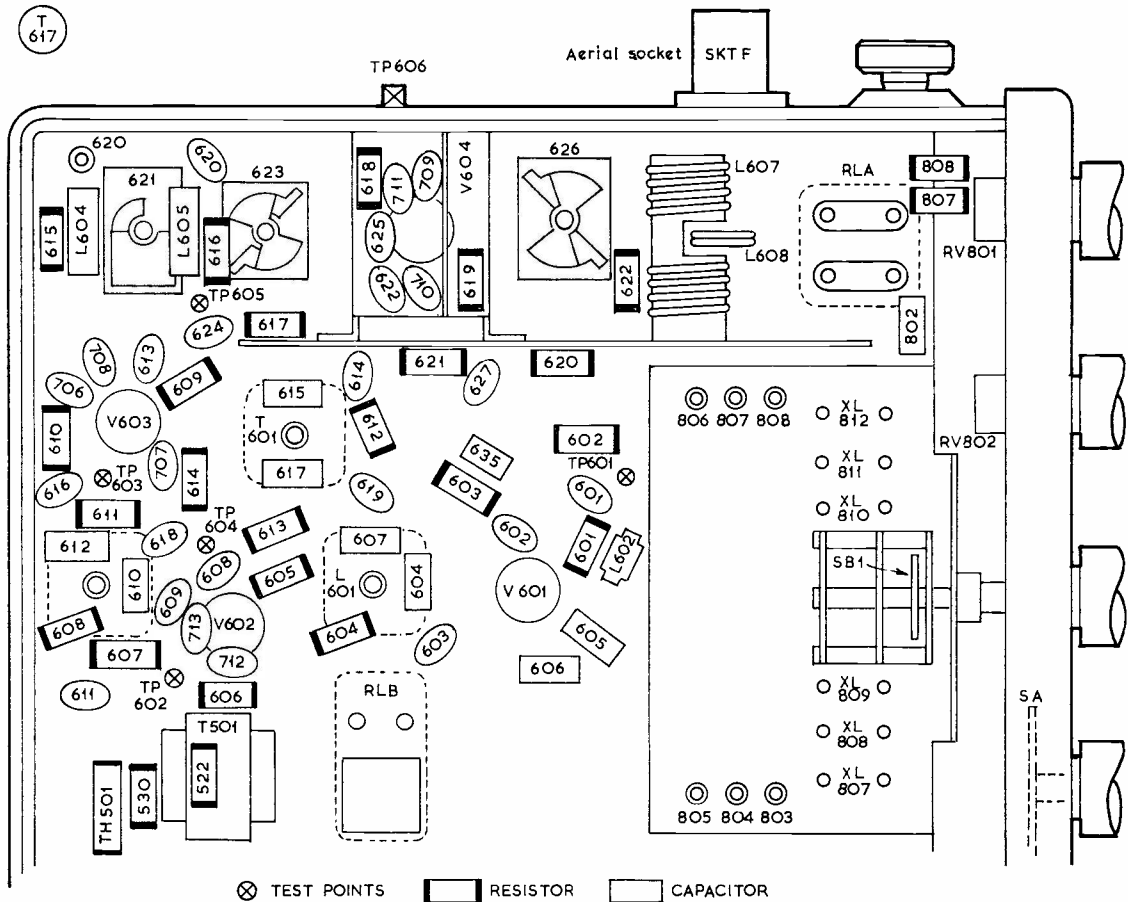 T
617
TP606
Aerial socket
SKTF
620
620
621
623
618
711
709
V604
626
L607
RLA
808
807
615
L604
L605
616
625
622
710
619
622
L608
RV801
TP605
624
617
802
708
613
706
609
621
614
627
620
615
610
V603
T
601
612
806
807
808
XL
812
RV802
602
TP601
635
603
601
XL
811
TP
603
707
614
617
619
616
611
TP
604
613
602
601
L602
XL
810
612
618
607
608
605
610
L
601
604
V601
SB1
609
713
V602
608
604
603
605
607
712
606
TP
602
611
606
RLB
XL
809
SA
T501
XL
808
522
TH501
530
XL
807
805
804
803
TEST POINTS
RESISTOR
CAPACITOR